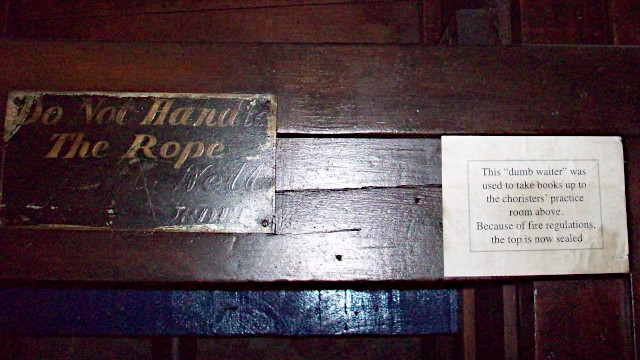 Do Not Handle
The Rope
This "dumb waiter" was
used to take books up to
the choristers' practice
room above.
Because of fire regulations,
the top is now sealed